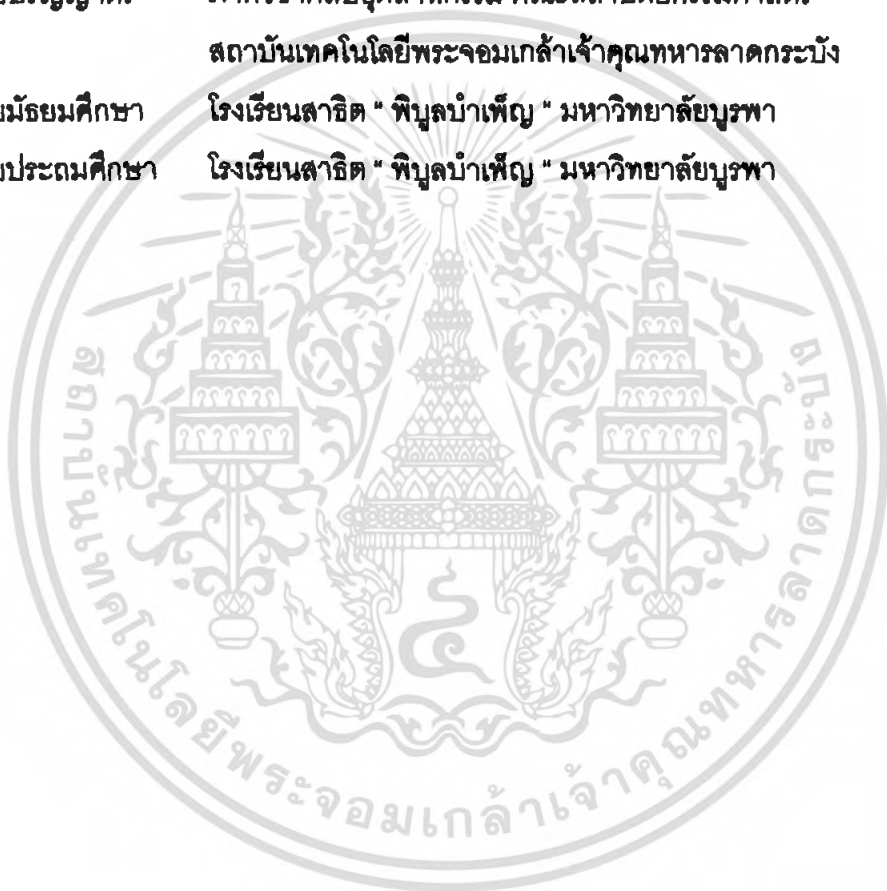 สถาบันเทคโนโลยีพระจอมเกล้าเจ้าคุณทหารลาดกระบัง
มัธยมศึกษา โรงเรียนสาธิต " พิบูลบำเพ็ญ " มหาวิทยาลัยบูรพา
ประถมศึกษา โรงเรียนสาธิต " พิบูลบำเพ็ญ " มหาวิทยาลัยบูรพา
สถาบันเทคโนโลยีพระจอมเกล้าเจ้าคุณทหารลาดกระบัง
๔